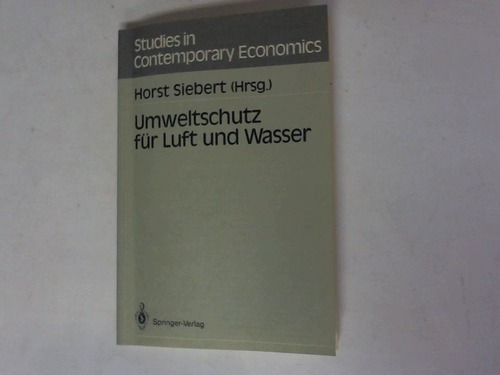 Studies in
Contemporary Economics
Horst Siebert (Hrsg.)
Umweltschutz
für Luft und Wasser
Springer-Verlag